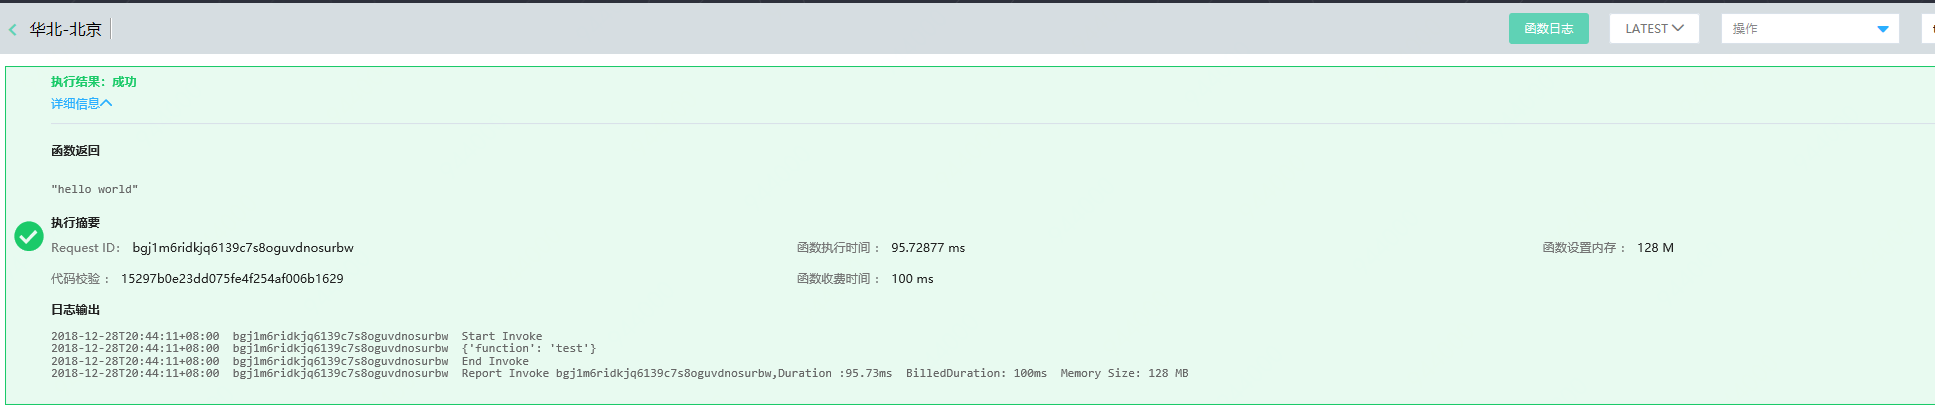 华北-北京
函数日志
LATEST
操作
执行结果：成功
详细信息
函数返回
"hello world"
执行摘要
Request ID: bgj1m6ridkjq6139c7s8oguvdnosurbw
函数执行时间： 95.72877 ms
函数设置内存： 128 M
代码校验： 15297b0e23dd075fe4f254af006b1629
函数收费时间： 100 ms
日志输出
2018-12-28T20:44:11+08:00 bgj1m6ridkjq6139c7s8oguvdnosurbw Start Invoke
2018-12-28T20:44:11+08:00 bgj1m6ridkjq6139c7s8oguvdnosurbw {'function': 'test'}
2018-12-28T20:44:11+08:00 bgj1m6ridkjq6139c7s8oguvdnosurbw End Invoke
2018-12-28T20:44:11+08:00 bgj1m6ridkjq6139c7s8oguvdnosurbw Report Invoke bgj1m6ridkjq6139c7s8oguvdnosurbw,Duration :95.73ms BilledDuration: 100ms Memory Size: 128 MB